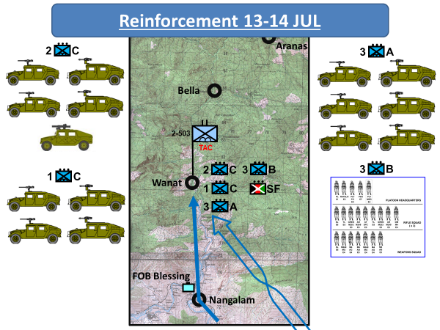 Reinforcement 13-14 JUL
2 C
3 A
Aranas
Bella
2-503
TAC
2 C 3 B
Wanat 1 C SF
3 A
1 C
3 B
FOB Blessing
Nangalam